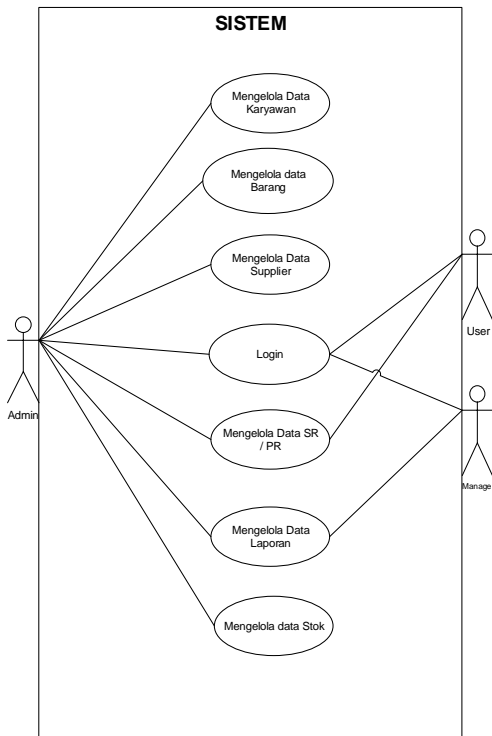 SISTEM
Mengelola Data
Karyawan
Mengelola data
Barang
Mengelola Data
Supplier
Login
Mengelola Data SR
/ PR
Mengelola Data
Laporan
Mengelola data Stok
Admin
User
Manage